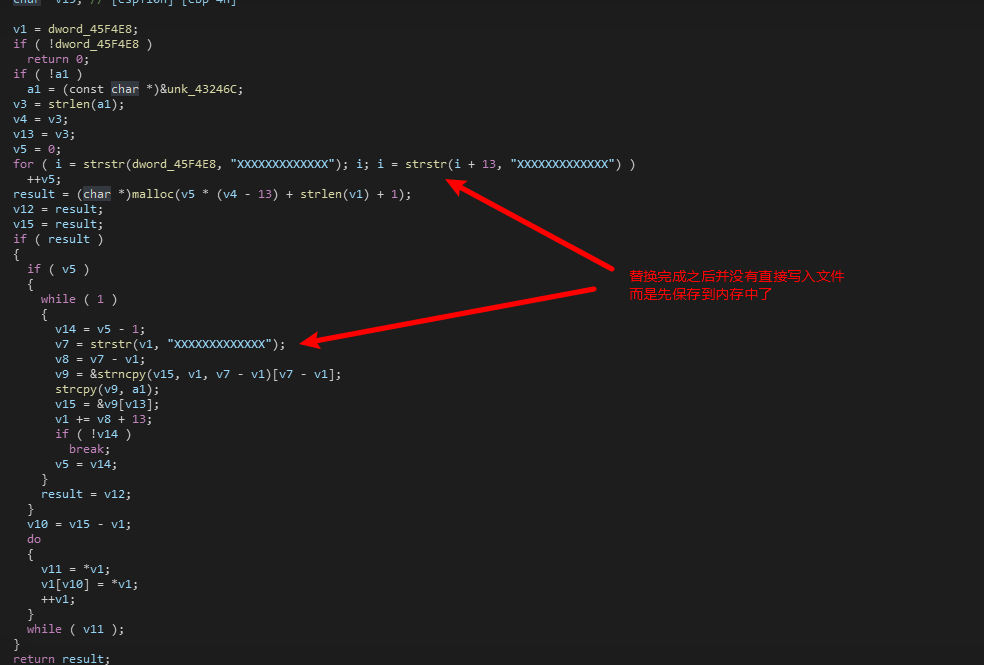 char *v15; // [esp+10h] [ebp-4h]
v1 = dword_45F4E8;
if ( !dword_45F4E8 )
return 0;
if ( !a1 )
a1 = (const char *)&unk_43246C;
v3 = strlen(a1);
v4 = v3;
v13 = v3;
v5 = 0;
for ( i = strstr(dword_45F4E8, "XXXXXXXXXXXXX"); i; i = strstr(i + 13, "XXXXXXXXXXXXX") )
++v5;
result = (char *)malloc(v5 * (v4 - 13) + strlen(v1) + 1);
v12 = result;
v15 = result;
if ( result )
{
if ( v5 )
{
while ( 1 )
{
v14 = v5 - 1;
v7 = strstr(v1, "XXXXXXXXXXXXX");
v8 = v7 - v1;
v9 = &strncpy(v15, v1, v7 - v1)[v7 - v1];
strcpy(v9, a1);
v15 = &v9[v13];
v1 += v8 + 13;
if ( !v14 )
break;
v5 = v14;
}
result = v12;
}
v10 = v15 - v1;
do
{
v11 = *v1;
v1[v10] = *v1;
++v1;
}
while ( v11 );
}
return result;
替换完成之后并没有直接写入文件
而是先保存到内存中了